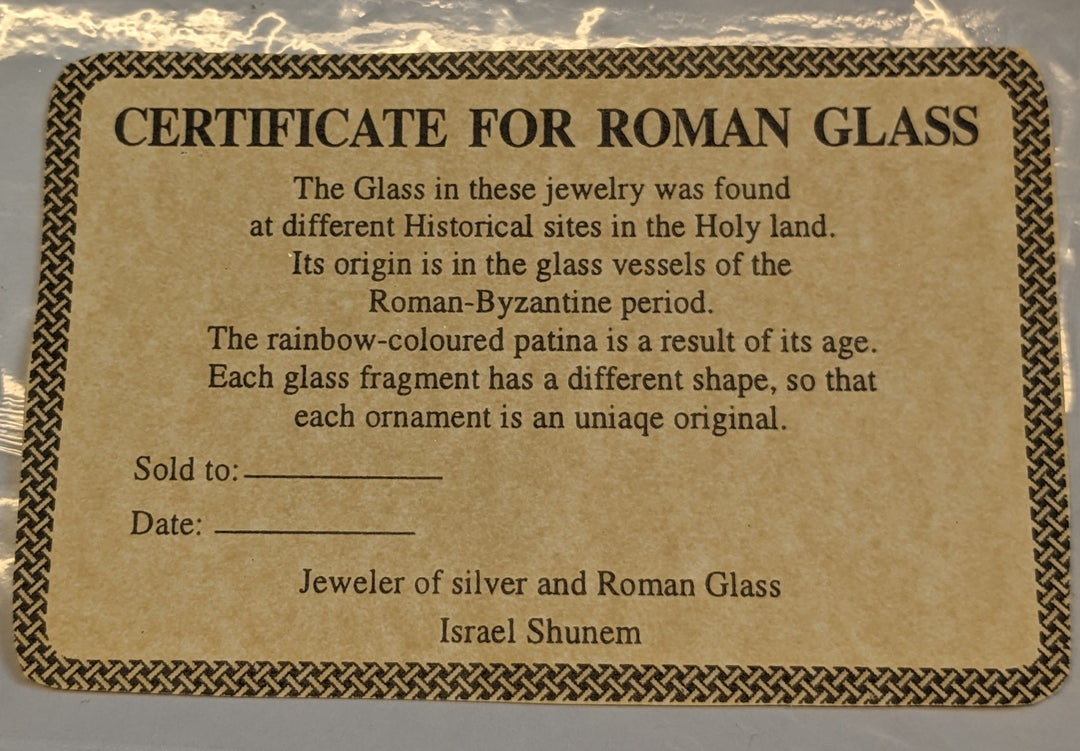 CERTIFICATE FOR ROMAN GLASS
The Glass in these jewelry was found
at different Historical sites in the Holy land.
Its origin is in the glass vessels of the
Roman-Byzantine period.
The rainbow-coloured patina is a result of its age.
Each glass fragment has a different shape, so that
each ornament is an uniaqe original.
Sold to:
Date:
Jeweler of silver and Roman Glass
Israel Shunem